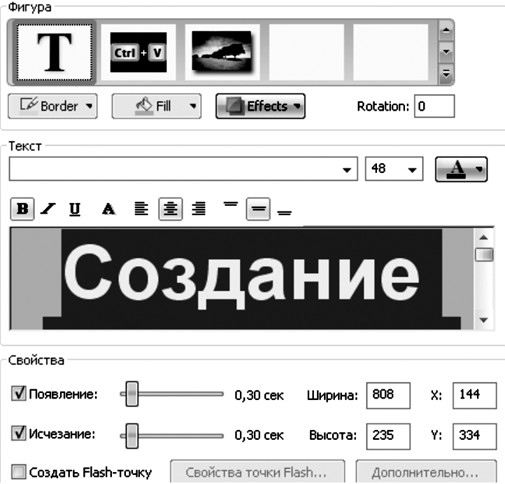 Фигура
T Ctrl + V
Border Fill Effects Rotation: 0
Текст
48 A
B I U A
Создание
Свойства
Появление: 0,30 сек Ширина: 808 X: 144
Исчезание: 0,30 сек Высота: 235 Y: 334
Создать Flash-точку Свойства точки Flash... Дополнительно...